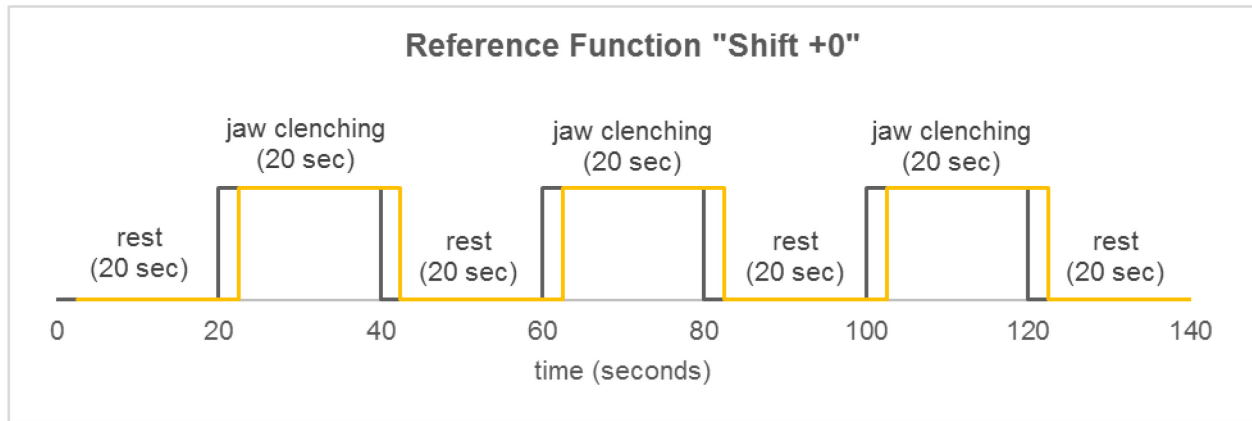 Reference Function "Shift +0"
jaw clenching
(20 sec)
jaw clenching
(20 sec)
jaw clenching
(20 sec)
rest
(20 sec)
rest
(20 sec)
rest
(20 sec)
rest
(20 sec)
0 20 40 60 80 100 120 140
time (seconds)